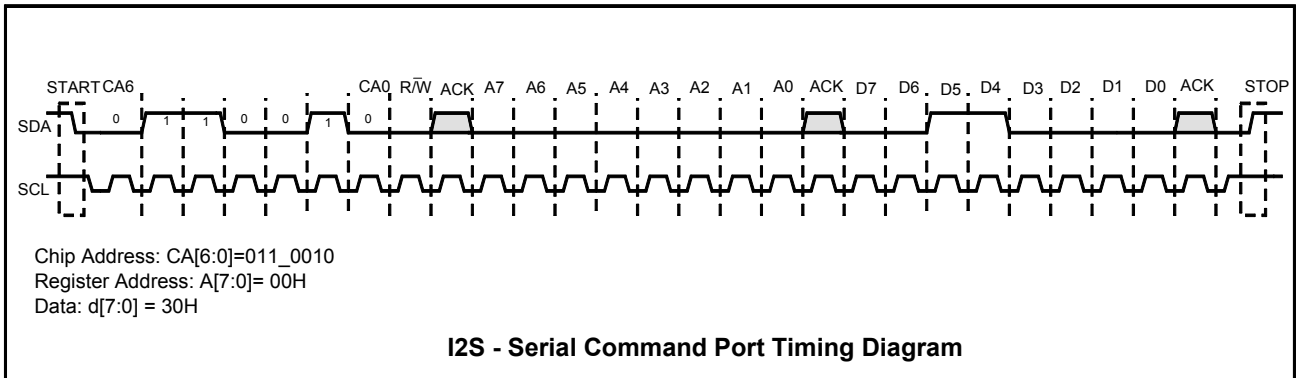 START CA6 CA0 R/W̅ ACK A7 A6 A5 A4 A3 A2 A1 A0 ACK D7 D6 D5 D4 D3 D2 D1 D0 ACK STOP
SDA 0 1 1 0 0 1 0
SCL
Chip Address: CA[6:0]=011_0010
Register Address: A[7:0]= 00H
Data: d[7:0] = 30H
I2S - Serial Command Port Timing Diagram